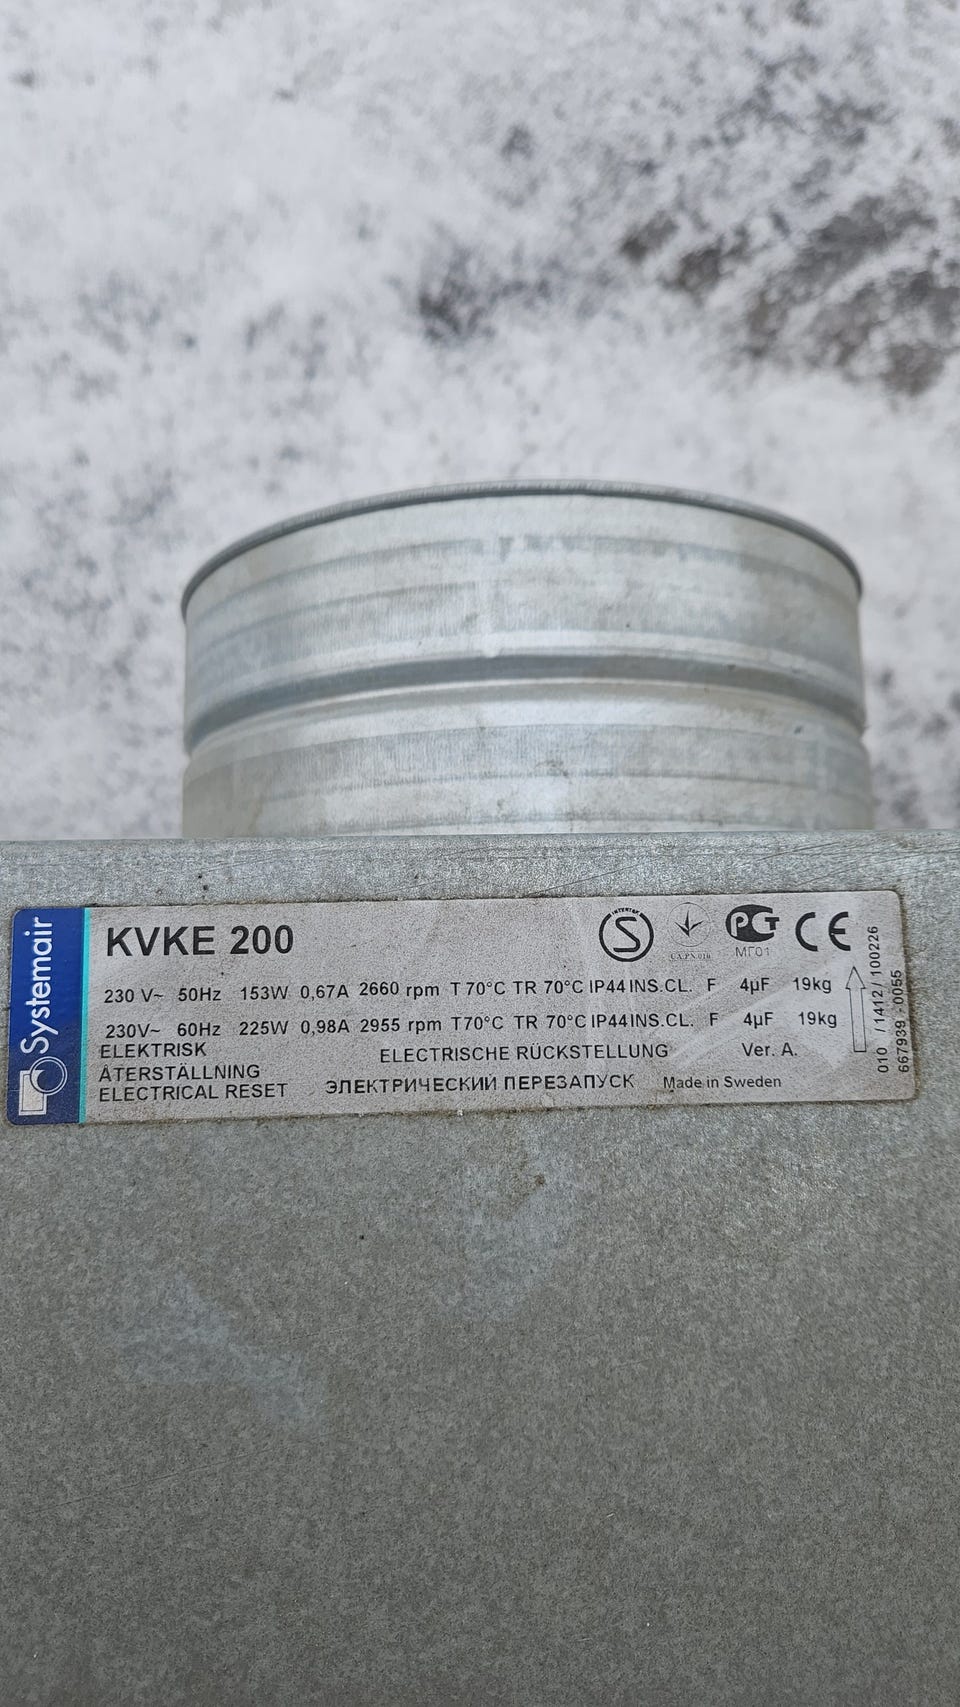 Systemair
KVKE 200
МГ01
230 V~ 50Hz 153W 0,67A 2660 rpm T 70°C TR 70°C IP44 INS.CL. F 4µF 19kg
230V~ 60Hz 225W 0,98A 2955 rpm T70°C TR 70°C IP44 INS.CL. F 4µF 19kg
ELEKTRISK
ÅTERSTÄLLNING
ELECTRICAL RESET
ELECTRISCHE RÜCKSTELLUNG
ЭЛЕКТРИЧЕСКИЙ ПЕРЕЗАПУСК
Ver. A.
Made in Sweden
010 / 1412 / 100226
667939 - 0055